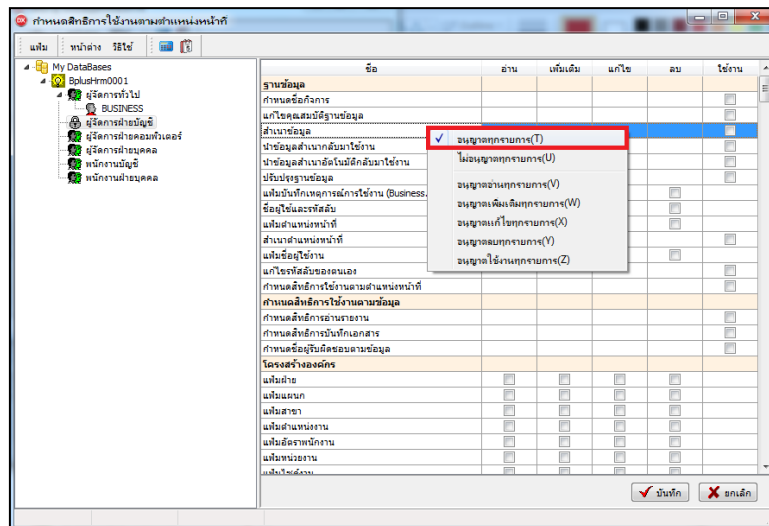 กำหนดสิทธิการใช้งานตามตำแหน่งหน้าที่
แฟ้ม หน้าต่าง วิธีใช้
My DataBases
BplusHrm0001
ผู้จัดการทั่วไป
BUSINESS
ผู้จัดการฝ่ายบัญชี
ผู้จัดการฝ่ายคอมพิวเตอร์
ผู้จัดการฝ่ายบุคคล
พนักงานบัญชี
พนักงานฝ่ายบุคคล
ชื่อ อ่าน เพิ่มเติม แก้ไข ลบ ใช้งาน
ฐานข้อมูล
กำหนดชื่อกิจการ
แก้ไขคุณสมบัติฐานข้อมูล
สำเนาข้อมูล
นำข้อมูลสำเนากลับมาใช้งาน
นำข้อมูลสำเนาอัตโนมัติกลับมาใช้งาน
ปรับปรุงฐานข้อมูล
แฟ้มบันทึกเหตุการณ์การใช้งาน (Business.
ชื่อผู้ใช้และรหัสลับ
แฟ้มตำแหน่งหน้าที่
สำเนาตำแหน่งหน้าที่
แฟ้มชื่อผู้ใช้งาน
แก้ไขรหัสลับของตนเอง
กำหนดสิทธิการใช้งานตามตำแหน่งหน้าที่
กำหนดสิทธิการใช้งานตามข้อมูล
กำหนดสิทธิการอ่านรายงาน
กำหนดสิทธิการบันทึกเอกสาร
กำหนดชื่อผู้รับผิดชอบตามข้อมูล
โครงสร้างองค์กร
แฟ้มฝ่าย
แฟ้มแผนก
แฟ้มสาขา
แฟ้มตำแหน่งงาน
แฟ้มอัตราพนักงาน
แฟ้มหน่วยงาน
แฟ้มไซต์งาน
อนุญาตทุกรายการ(T)
ไม่อนุญาตทุกรายการ(U)
อนุญาตอ่านทุกรายการ(V)
อนุญาตเพิ่มเติมทุกรายการ(W)
อนุญาตแก้ไขทุกรายการ(X)
อนุญาตลบทุกรายการ(Y)
อนุญาตใช้งานทุกรายการ(Z)
บันทึก ยกเลิก